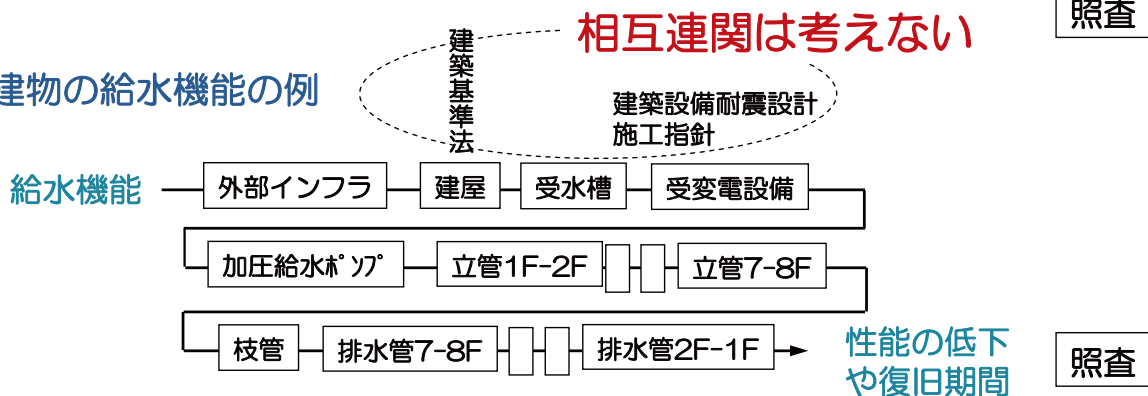 照査
相互連関は考えない
建築基準法
建物の給水機能の例
建築設備耐震設計
施工指針
給水機能
外部インフラ
建屋
受水槽
受変電設備
加圧給水ﾎﾟﾝﾌﾟ
立管1F-2F
立管7-8F
枝管
排水管7-8F
排水管2F-1F
性能の低下
や復旧期間
照査